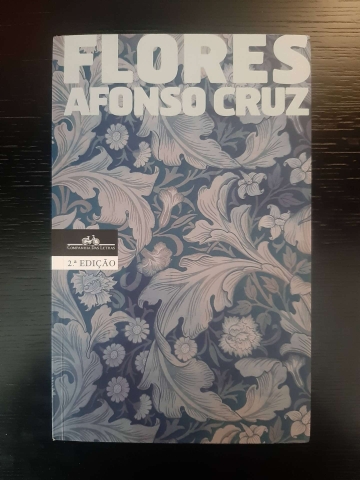 FLORES
AFONSO CRUZ
COMPANHIA DAS LETRAS
2.ª EDIÇÃO